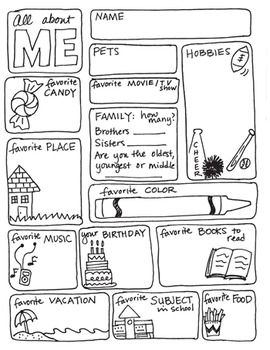 All about
ME
NAME
PETS
HOBBIES
CHEER
favorite
CANDY
favorite MOVIE/T.V.
show
FAMILY: how
many?
Brothers
Sisters
Are you the oldest,
youngest or middle
favorite PLACE
favorite COLOR
favorite MUSIC
your BIRTHDAY
favorite BOOKS to
read
favorite VACATION
favorite SUBJECT
in school
favorite FOOD